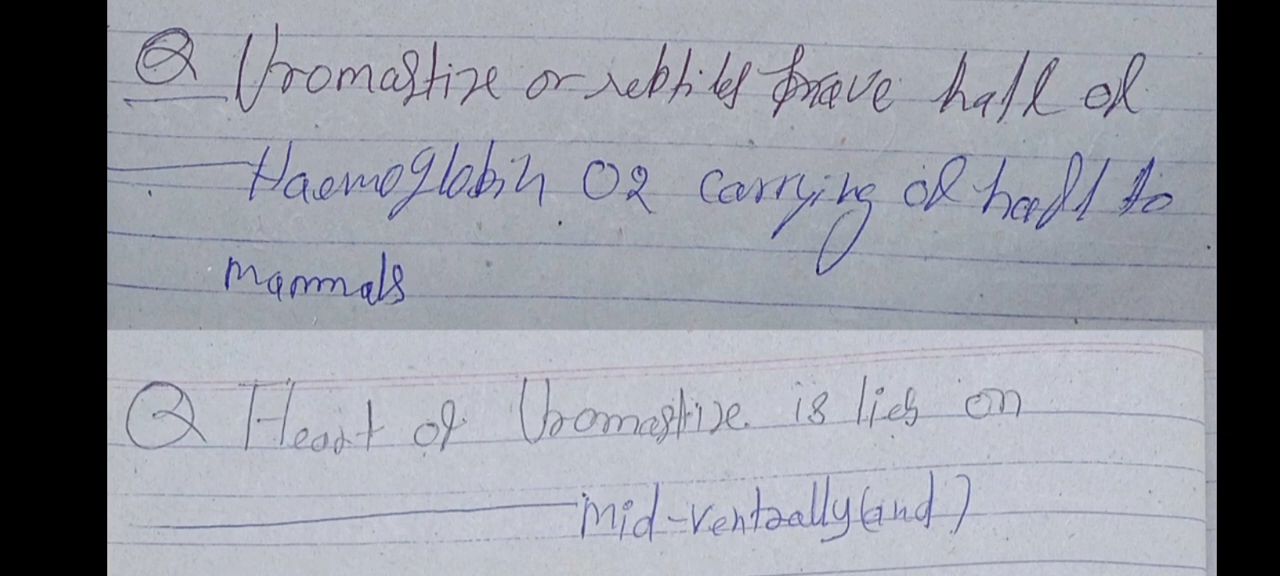 Q Uromastix or rebtiles have half of
Haemoglobin O2 carrying of half to
mammals
Q Heart of Uromastix is lies on
mid-ventrally (and)